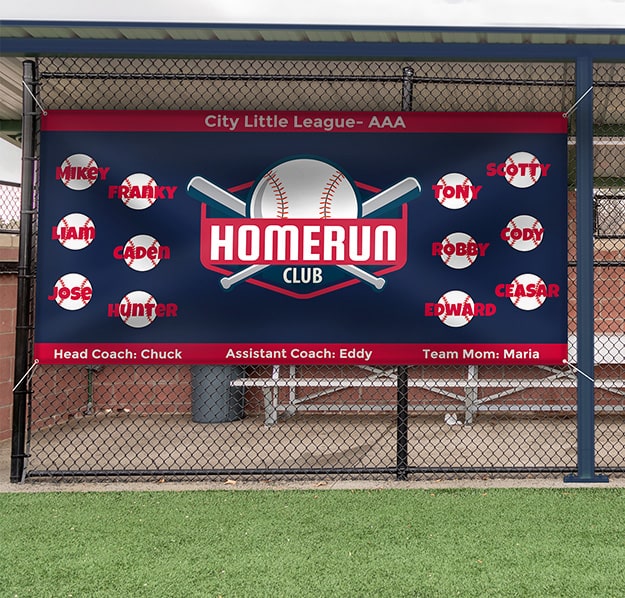 City Little League- AAA
Mikey
Franky
Liam
Caden
Jose
Hunter
HOMERUN
CLUB
Scotty
Tony
Cody
Robby
Ceasar
Edward
Head Coach: Chuck Assistant Coach: Eddy Team Mom: Maria